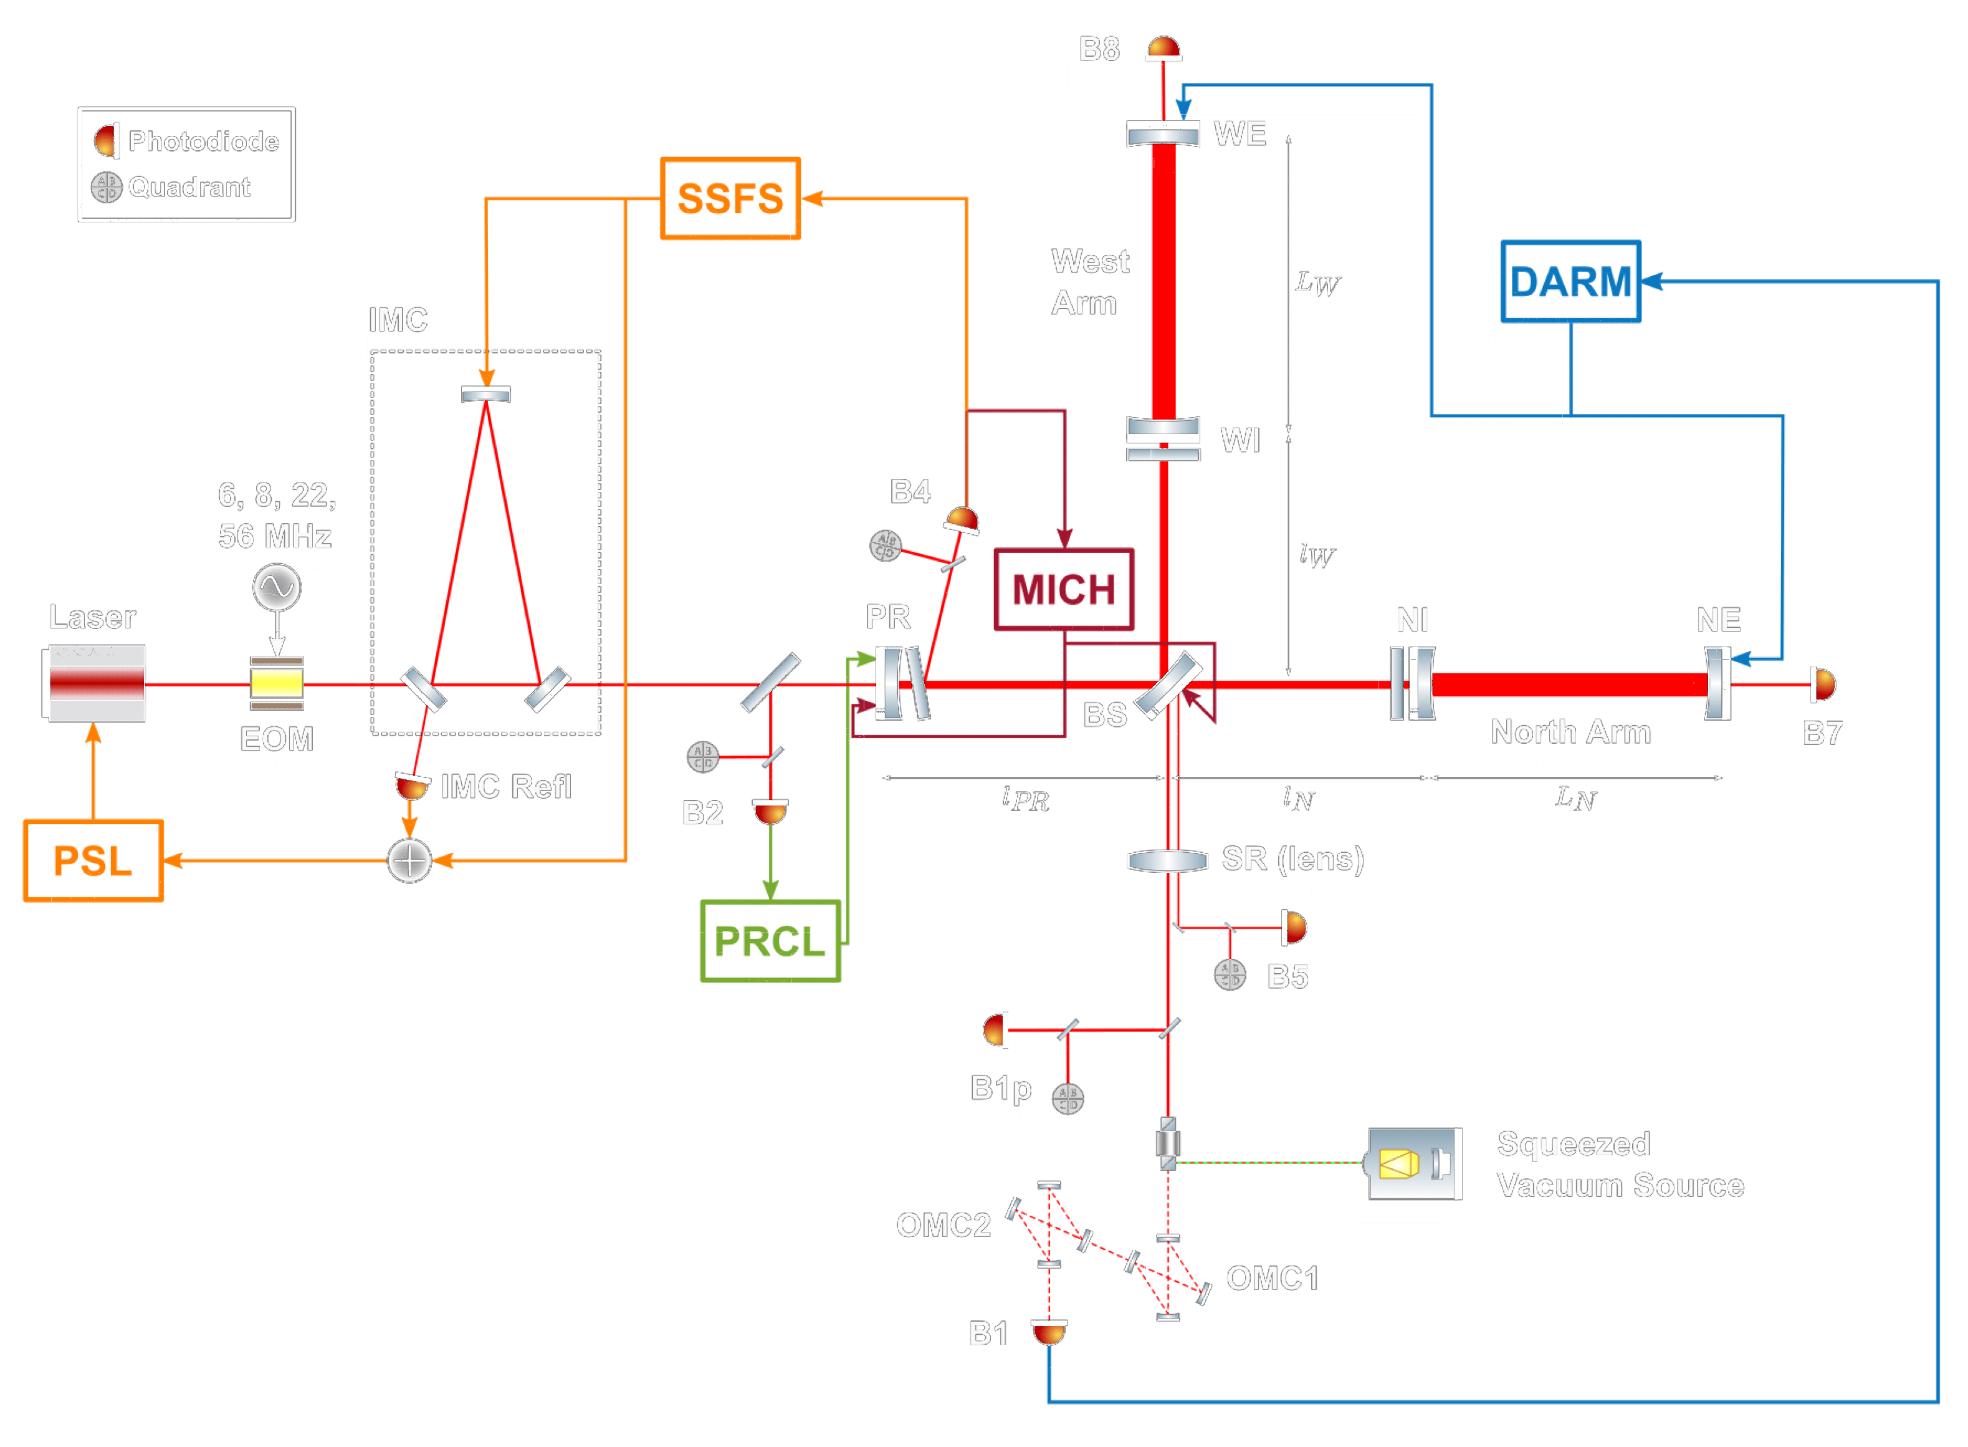 B8
Photodiode
Quadrant
WE
SSFS
West
Arm
L_W
DARM
IMC
WI
6, 8, 22,
56 MHz
B4
l_W
MICH
Laser
PR
NI
NE
EOM
BS
North Arm
B7
IMC Refl
B2
l_PR
l_N
L_N
PSL
SR (lens)
PRCL
B5
B1p
Squeezed
Vacuum Source
OMC2
OMC1
B1